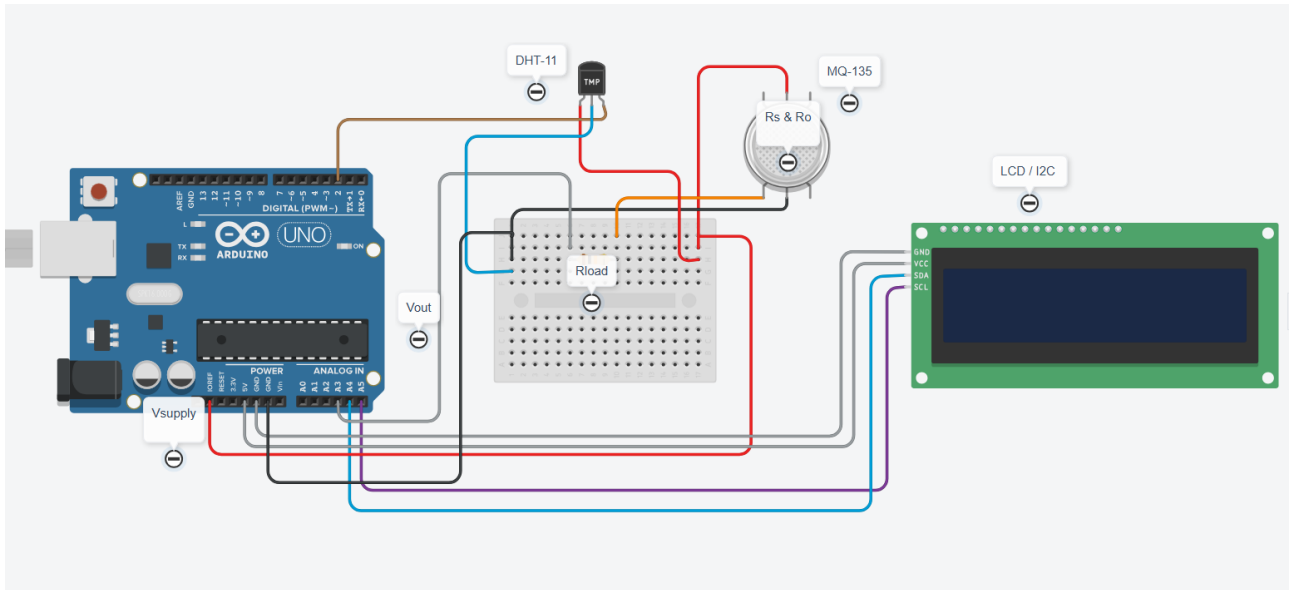 DHT-11
TMP
MQ-135
Rs & Ro
LCD / I2C
AREF
GND
13
12
~11
~10
~9
8
7
~6
~5
4
~3
2
TX→1
RX←0
DIGITAL (PWM~)
L
TX
RX
ARDUINO
UNO
ON
GND
VCC
SDA
SCL
Rload
Vout
POWER
ANALOG IN
IOREF
RESET
3.3V
5V
GND
GND
Vin
A0
A1
A2
A3
A4
A5
Vsupply